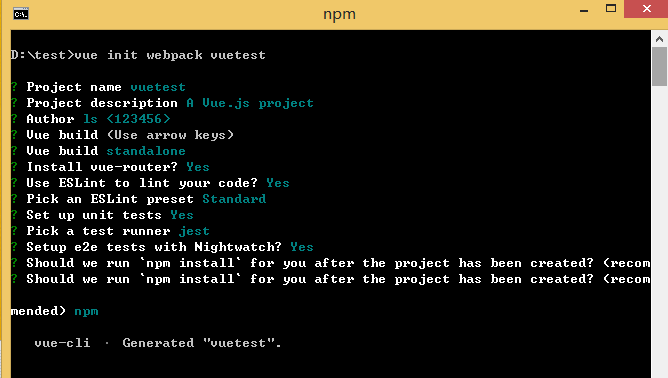 npm
D:\test>vue init webpack vuetest
? Project name vuetest
? Project description A Vue.js project
? Author ls <123456>
? Vue build (Use arrow keys)
? Vue build standalone
? Install vue-router? Yes
? Use ESLint to lint your code? Yes
? Pick an ESLint preset Standard
? Set up unit tests Yes
? Pick a test runner jest
? Setup e2e tests with Nightwatch? Yes
? Should we run `npm install` for you after the project has been created? (recom
? Should we run `npm install` for you after the project has been created? (recom
mended) npm
vue-cli · Generated "vuetest".